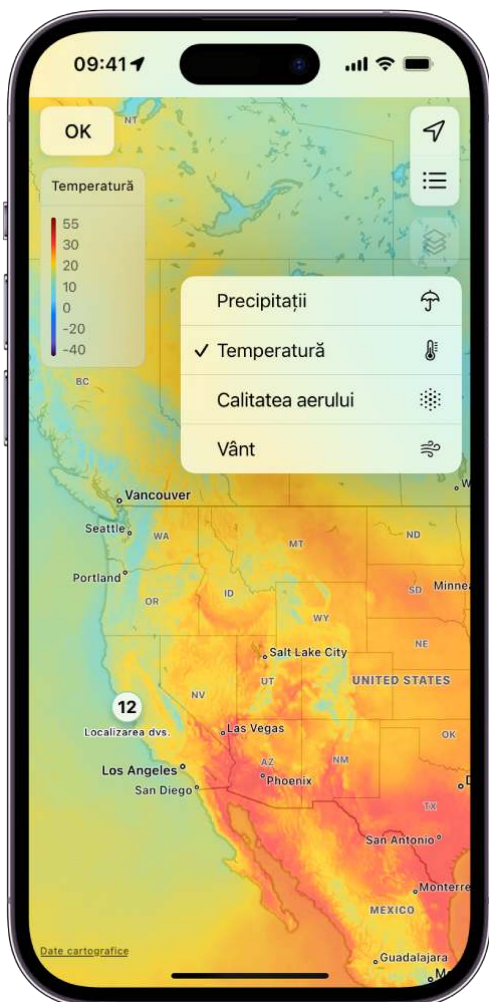 09:41
NT
OK
Temperatură
55
30
20
10
0
-20
-40
Precipitații
Temperatură
Calitatea aerului
Vânt
BC
Vancouver
Seattle
WA
MT
ND
Portland
OR
ID
SD
Minne
WY
NE
Salt Lake City
UT
UNITED STATES
NV
12
Localizarea dvs.
Las Vegas
OK
AZ
NM
Los Angeles
Phoenix
San Diego
TX
San Antonio
Monterre
MEXICO
Date cartografice
Guadalajara